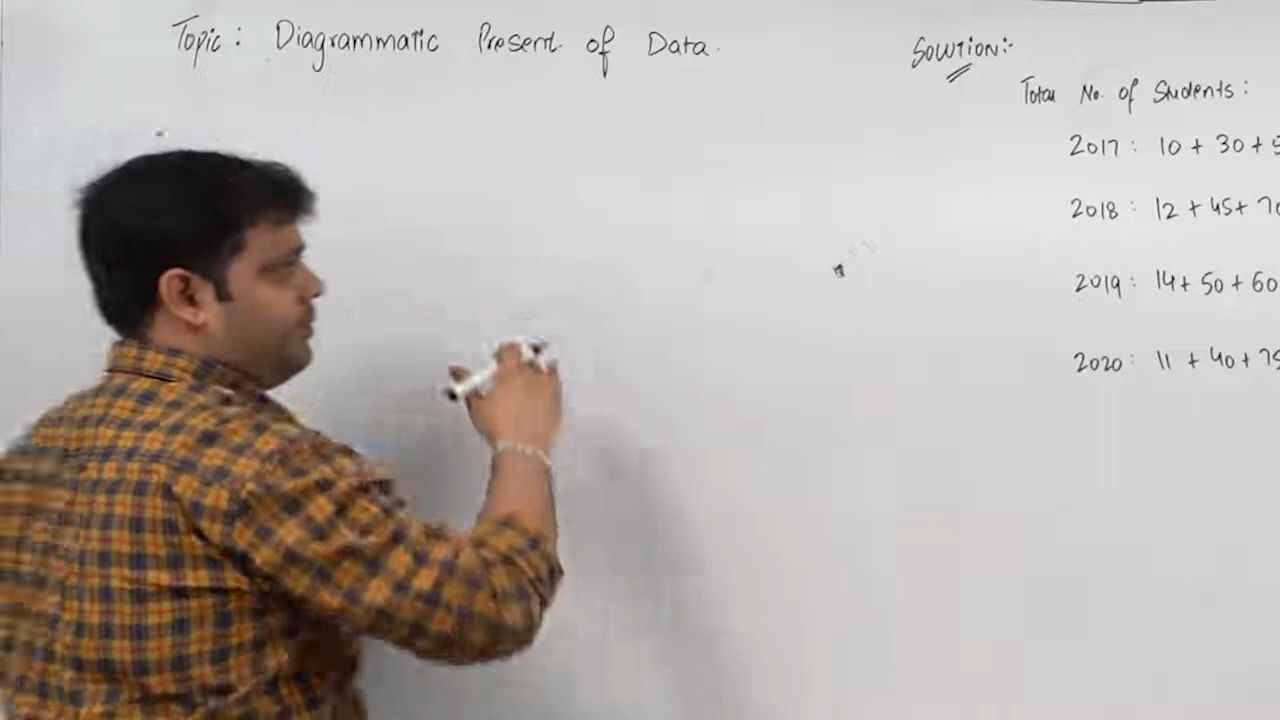 Topic: Diagrammatic Present. of Data.
Solution:-
Total No. of Students:
2017: 10 + 30 +
2018: 12 + 45 +
2019: 14 + 50 + 60
2020: 11 + 40 +